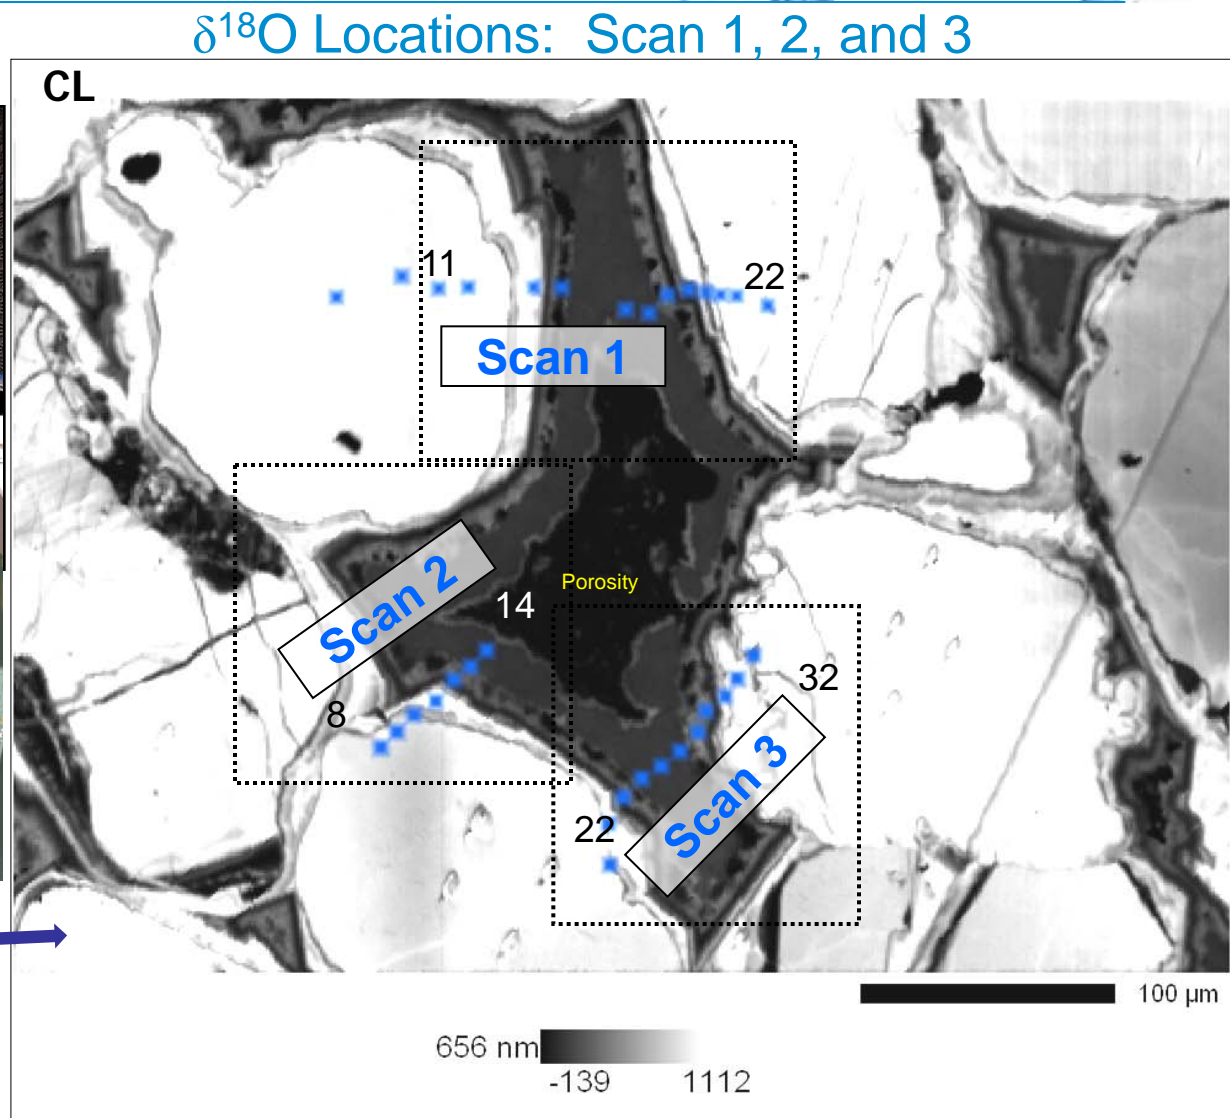 δ¹⁸O Locations: Scan 1, 2, and 3
CL
11
22
Scan 1
Scan 2
14
Porosity
8
32
Scan 3
22
100 µm
656 nm
-139 1112